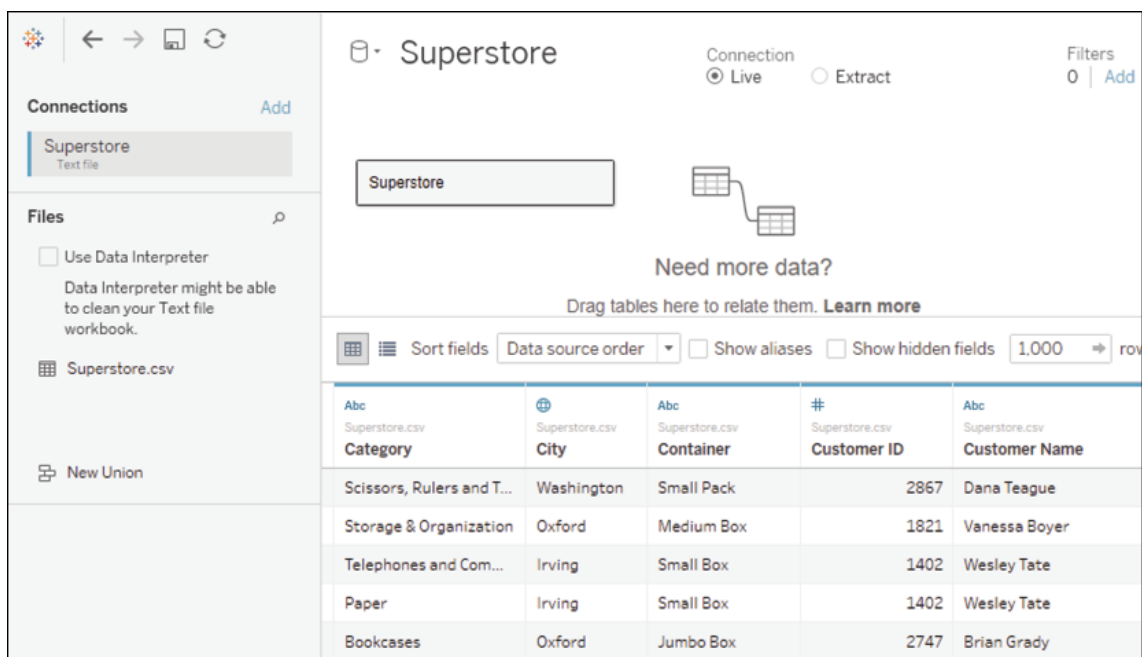 Connections Add
Superstore
Text file
Files
Use Data Interpreter
Data Interpreter might be able
to clean your Text file
workbook.
Superstore.csv
New Union
Superstore
Connection
Live Extract
Filters
0 Add
Superstore
Need more data?
Drag tables here to relate them. Learn more
Sort fields Data source order Show aliases Show hidden fields 1,000
Abc Abc # Abc
Superstore.csv Superstore.csv Superstore.csv Superstore.csv Superstore.csv
Category City Container Customer ID Customer Name
Scissors, Rulers and T... Washington Small Pack 2867 Dana Teague
Storage & Organization Oxford Medium Box 1821 Vanessa Boyer
Telephones and Com... Irving Small Box 1402 Wesley Tate
Paper Irving Small Box 1402 Wesley Tate
Bookcases Oxford Jumbo Box 2747 Brian Grady